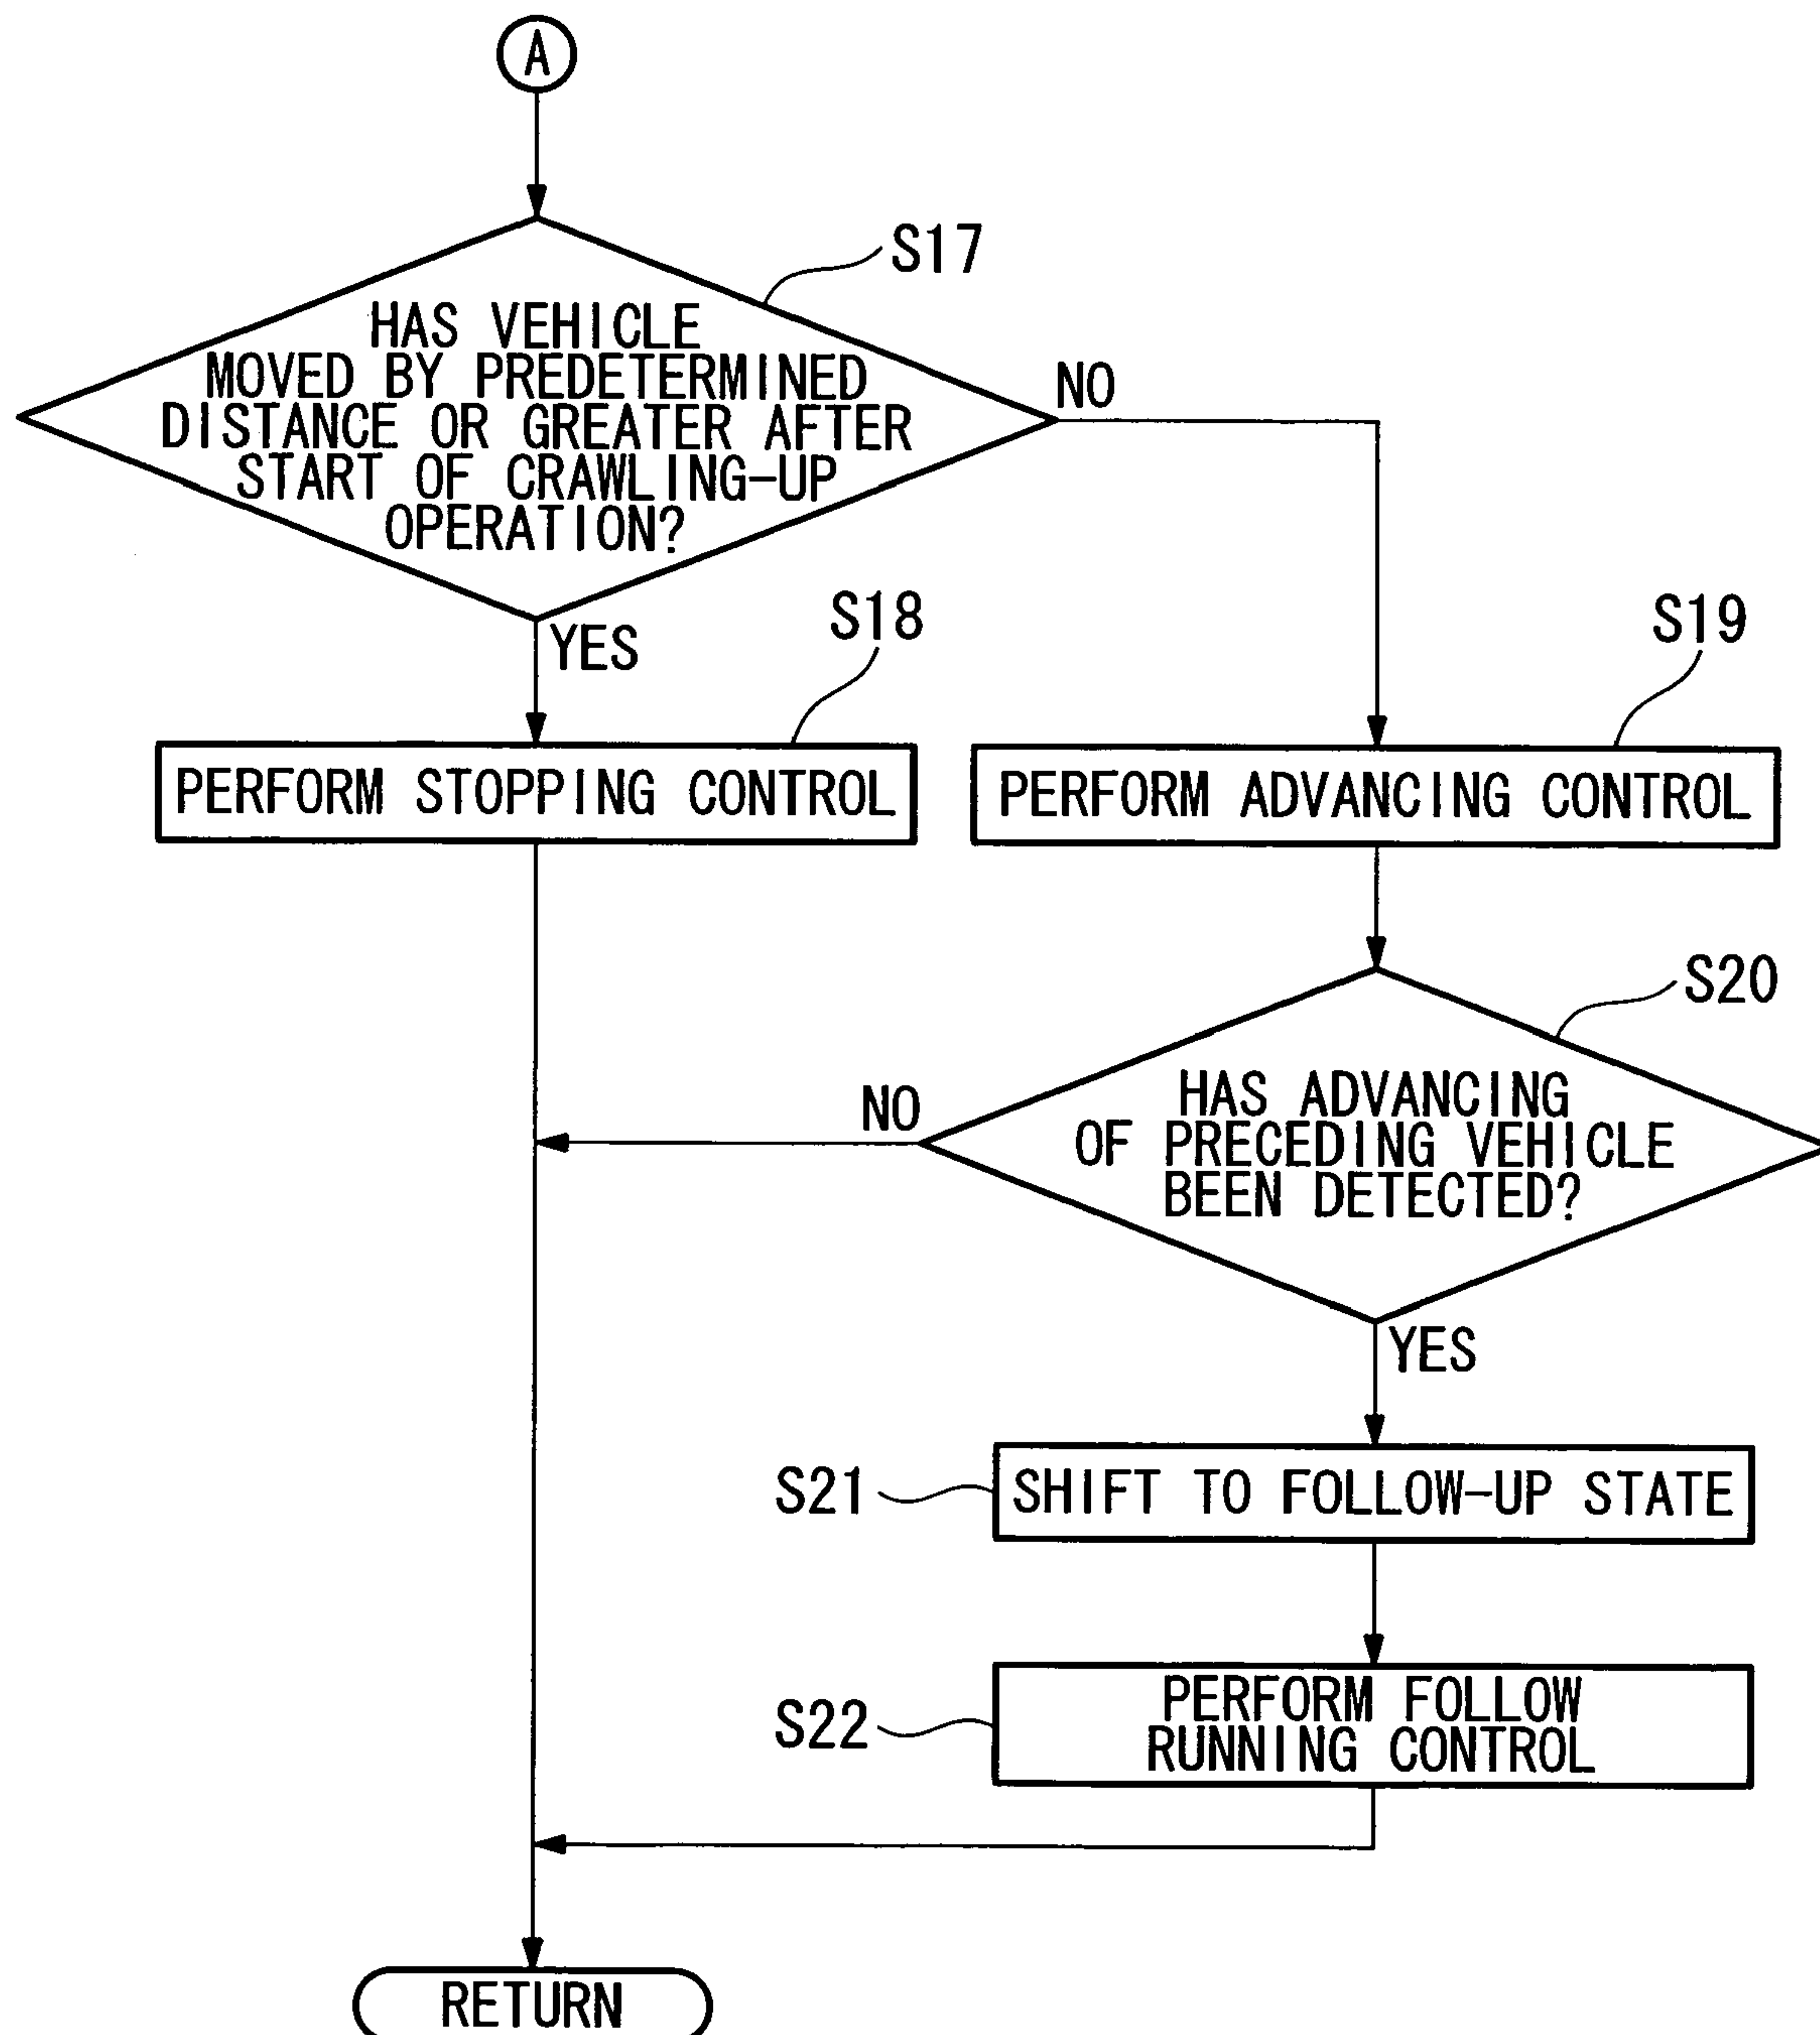 A
S17
HAS VEHICLE
MOVED BY PREDETERMINED
DISTANCE OR GREATER AFTER
START OF CRAWLING-UP
OPERATION?
NO
YES
S18
S19
PERFORM STOPPING CONTROL
PERFORM ADVANCING CONTROL
S20
HAS ADVANCING
OF PRECEDING VEHICLE
BEEN DETECTED?
NO
YES
S21
SHIFT TO FOLLOW-UP STATE
S22
PERFORM FOLLOW
RUNNING CONTROL
RETURN